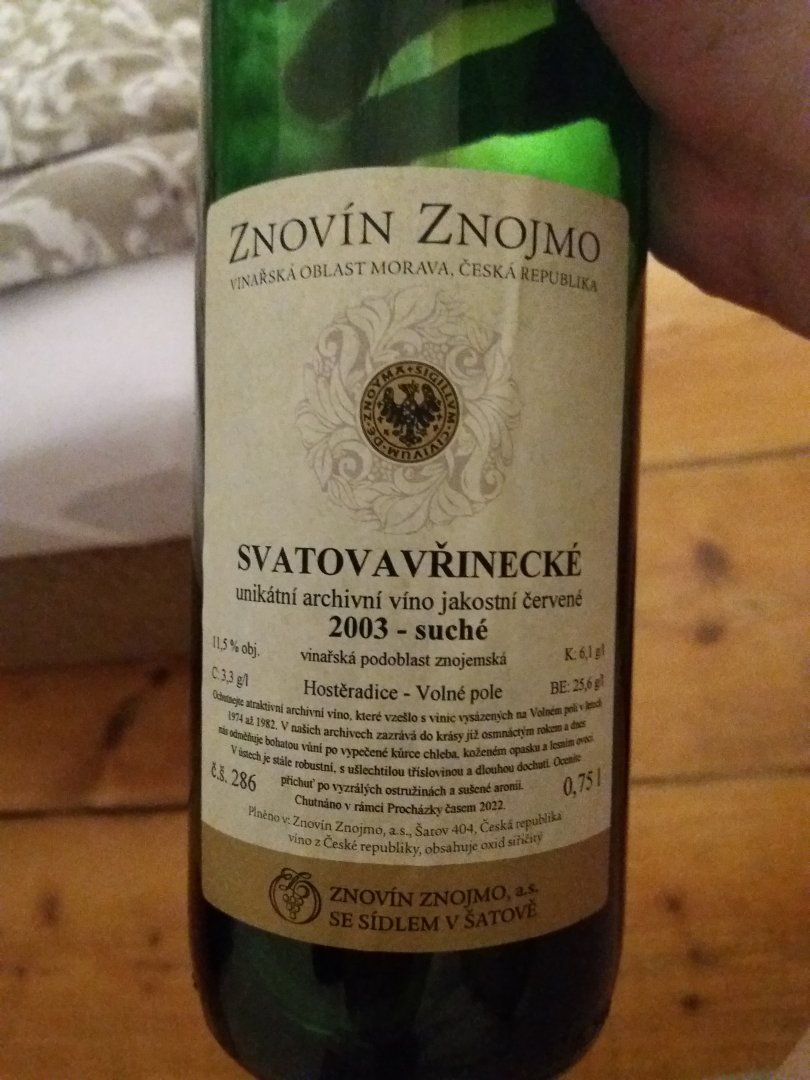 ZNOVÍN ZNOJMO
VINAŘSKÁ OBLAST MORAVA, ČESKÁ REPUBLIKA
SIGILLVM · CIVIVM · DE · ZNOYMA
SVATOVAVŘINECKÉ
unikátní archivní víno jakostní červené
2003 - suché
11,5 % obj.
vinařská podoblast znojemská
K: 6,1 g/l
C: 3,3 g/l
Hostěradice - Volné pole
BE: 25,6 g/l
Ochutnejte atraktivní archivní víno, které vzešlo s vinic vysázených na Volném poli v letech
1974 až 1982. V našich archivech zazrává do krásy již osmnáctým rokem a dnes
nás odměňuje bohatou vůní po vypečené kůrce chleba, koženém opasku a lesním ovoci.
V ústech je stále robustní, s ušlechtilou tříslovinou a dlouhou dochutí. Oceníte
příchuť po vyzrálých ostružinách a sušené aronii.
Chutnáno v rámci Procházky časem 2022.
č.š. 286
0,75 l
Plněno v: Znovín Znojmo, a.s., Šatov 404, Česká republika
víno z České republiky, obsahuje oxid siřičitý
ZNOVÍN ZNOJMO, a.s.
SE SÍDLEM V ŠATOVĚ